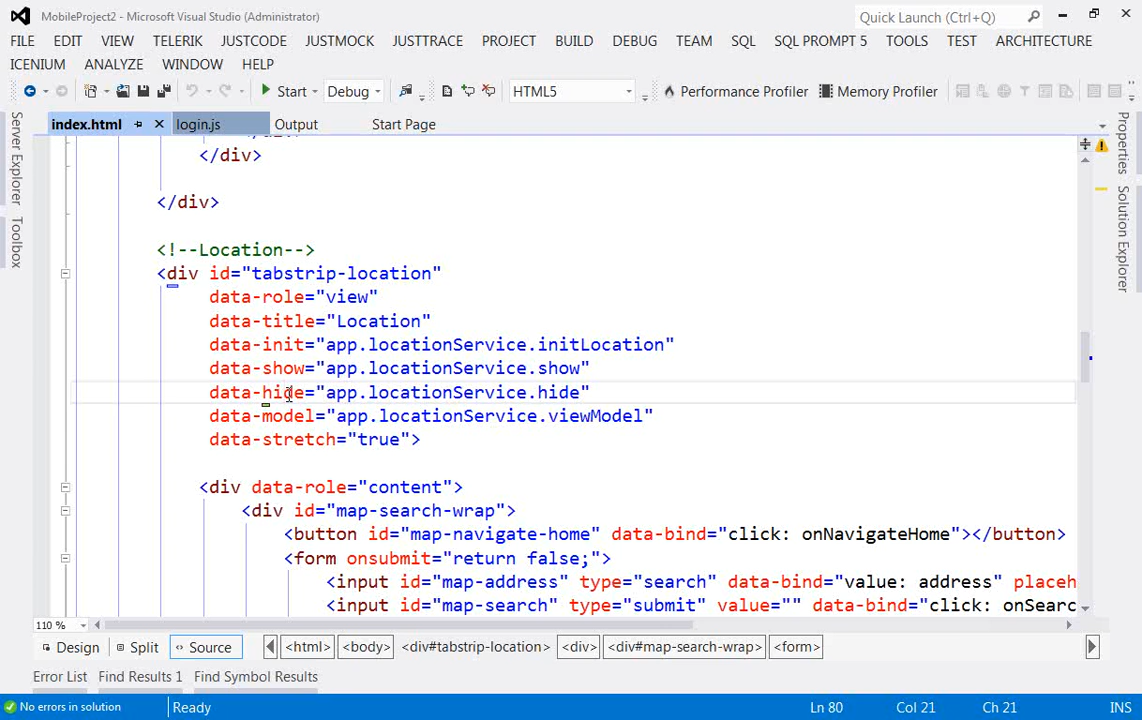 MobileProject2 - Microsoft Visual Studio (Administrator)
Quick Launch (Ctrl+Q)
FILE EDIT VIEW TELERIK JUSTCODE JUSTMOCK JUSTTRACE PROJECT BUILD DEBUG TEAM SQL SQL PROMPT 5 TOOLS TEST ARCHITECTURE
ICENIUM ANALYZE WINDOW HELP
Start Debug HTML5 Performance Profiler Memory Profiler
index.html login.js Output Start Page
Server Explorer
Toolbox
Properties
Solution Explorer
</div>
</div>
<!--Location-->
<div id="tabstrip-location"
data-role="view"
data-title="Location"
data-init="app.locationService.initLocation"
data-show="app.locationService.show"
data-hide="app.locationService.hide"
data-model="app.locationService.viewModel"
data-stretch="true">
<div data-role="content">
<div id="map-search-wrap">
<button id="map-navigate-home" data-bind="click: onNavigateHome"></button>
<form onsubmit="return false;">
<input id="map-address" type="search" data-bind="value: address" placeh
<input id="map-search" type="submit" value="" data-bind="click: onSearc
110 %
Design Split Source <html> <body> <div#tabstrip-location> <div> <div#map-search-wrap> <form>
Error List Find Results 1 Find Symbol Results
No errors in solution Ready Ln 80 Col 21 Ch 21 INS